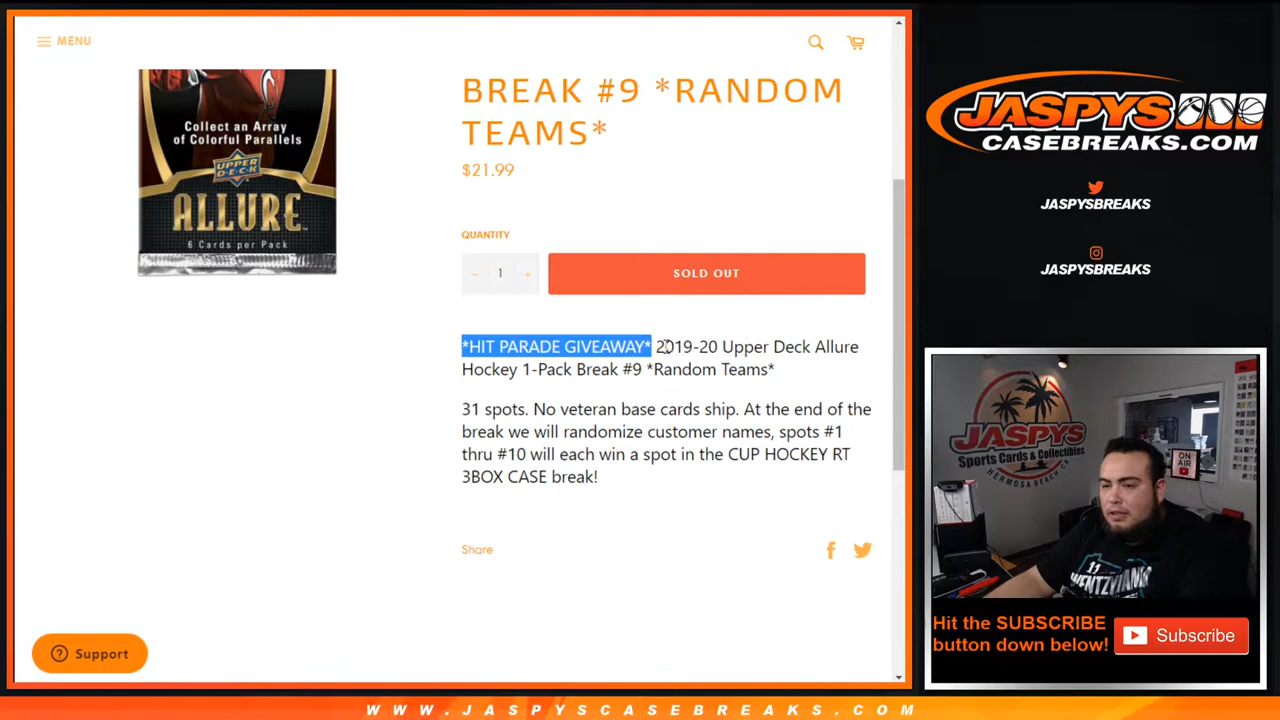 MENU
Collect an Array
of Colorful Parallels
UPPER DECK
ALLURE
6 Cards per Pack
BREAK #9 *RANDOM
TEAMS*
$21.99
QUANTITY
- 1 +
SOLD OUT
*HIT PARADE GIVEAWAY* 2019-20 Upper Deck Allure
Hockey 1-Pack Break #9 *Random Teams*
31 spots. No veteran base cards ship. At the end of the
break we will randomize customer names, spots #1
thru #10 will each win a spot in the CUP HOCKEY RT
3BOX CASE break!
Share
Support
JASPYS
CASEBREAKS.COM
JASPYSBREAKS
JASPYSBREAKS
JASPYS
Sports Cards & Collectibles
HERMOSA BEACH, CA
ON AIR
11
WENTZYLVANIA
Hit the SUBSCRIBE
button down below!
Subscribe
WWW.JASPYSCASEBREAKS.COM